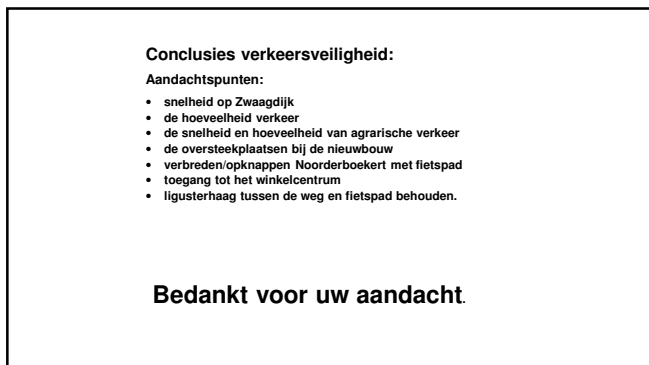 Conclusies verkeersveiligheid:
Aandachtspunten:
• snelheid op Zwaagdijk
• de hoeveelheid verkeer
• de snelheid en hoeveelheid van agrarische verkeer
• de oversteekplaatsen bij de nieuwbouw
• verbreden/opknappen Noorderboekert met fietspad
• toegang tot het winkelcentrum
• ligusterhaag tussen de weg en fietspad behouden.
Bedankt voor uw aandacht.